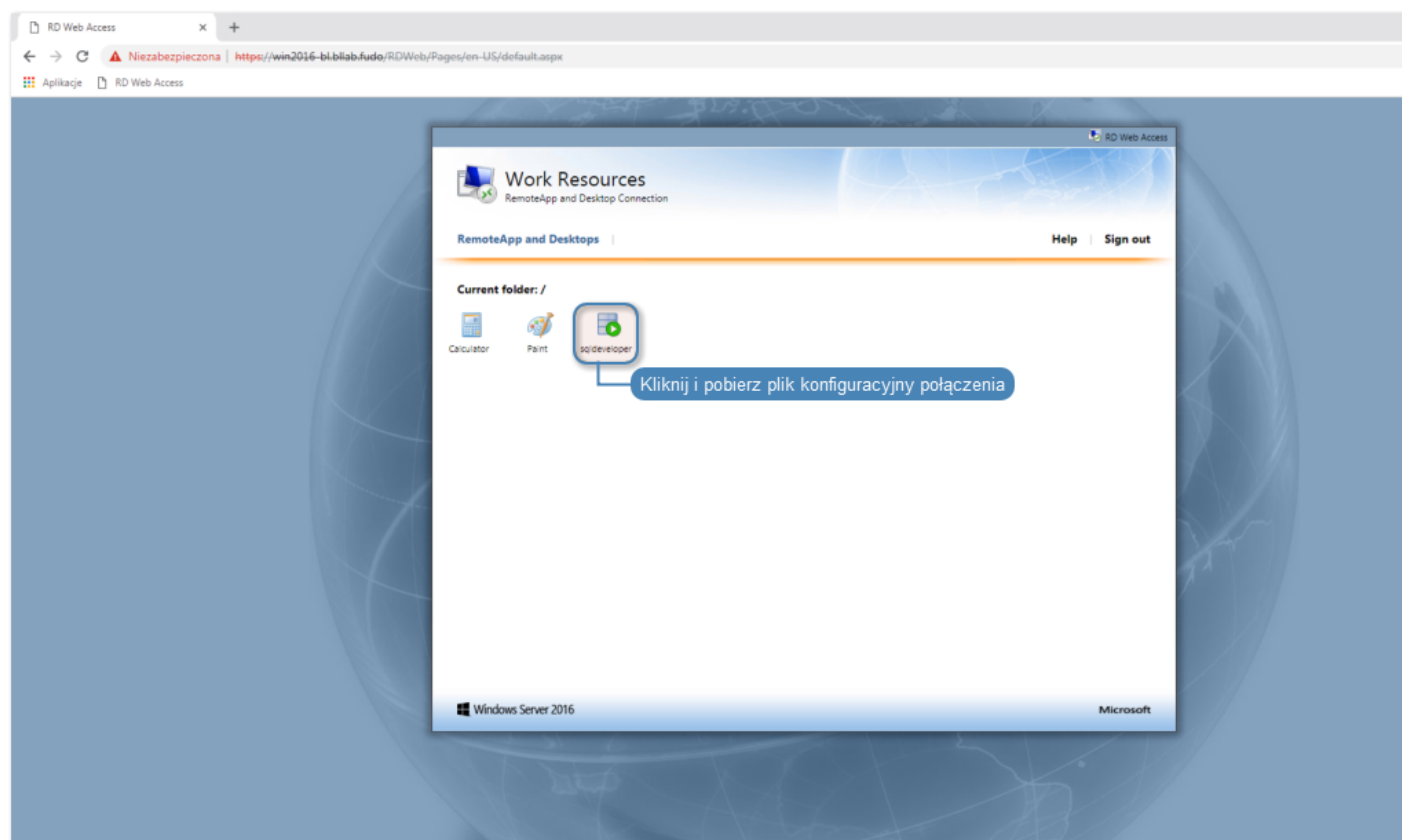 RD Web Access
Niezabezpieczona | https://win2016-bl.bllab.fudo/RDWeb/Pages/en-US/default.aspx
Aplikacje RD Web Access
RD Web Access
Work Resources
RemoteApp and Desktop Connection
RemoteApp and Desktops | Help | Sign out
Current folder: /
Calculator Paint sqldeveloper
Kliknij i pobierz plik konfiguracyjny połączenia
Windows Server 2016 Microsoft